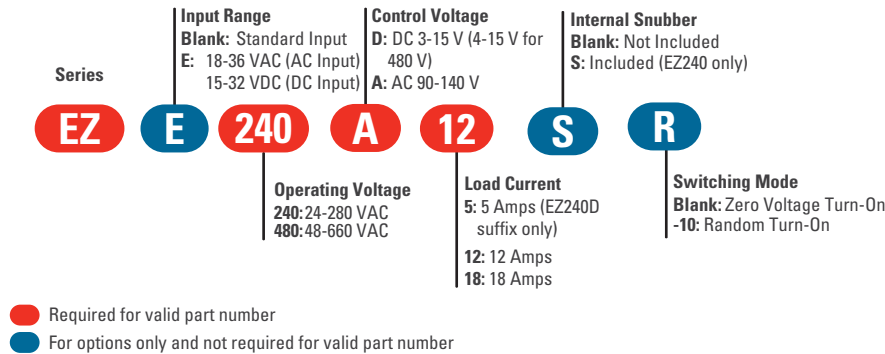 Series
Input Range
Blank: Standard Input
E: 18-36 VAC (AC Input)
15-32 VDC (DC Input)
Control Voltage
D: DC 3-15 V (4-15 V for
480 V)
A: AC 90-140 V
Internal Snubber
Blank: Not Included
S: Included (EZ240 only)
EZ E 240 A 12 S R
Operating Voltage
240: 24-280 VAC
480: 48-660 VAC
Load Current
5: 5 Amps (EZ240D
suffix only)
12: 12 Amps
18: 18 Amps
Switching Mode
Blank: Zero Voltage Turn-On
-10: Random Turn-On
Required for valid part number
For options only and not required for valid part number